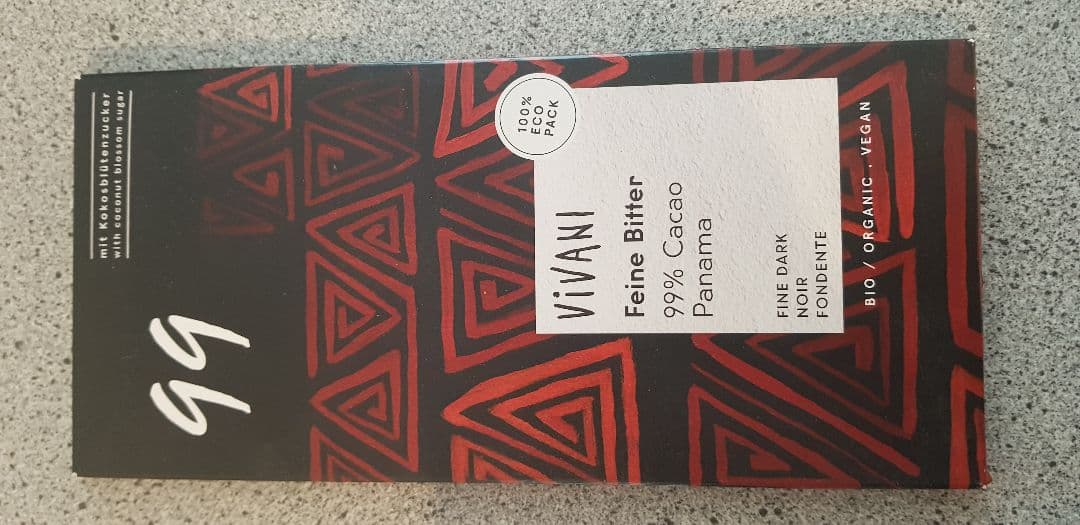 mit Kokosblütenzucker
with coconut blossom sugar
99
100%
ECO
PACK
ViVANI
Feine Bitter
99% Cacao
Panama
FINE DARK
NOIR
FONDENTE
BIO / ORGANIC . VEGAN